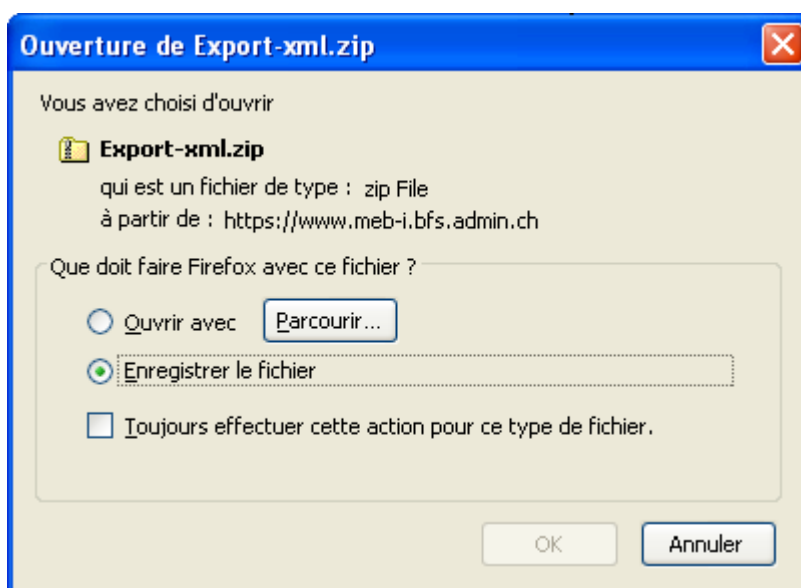 Ouverture de Export-xml.zip
Vous avez choisi d'ouvrir
Export-xml.zip
qui est un fichier de type : zip File
à partir de : https://www.meb-i.bfs.admin.ch
Que doit faire Firefox avec ce fichier ?
Ouvrir avec Parcourir...
Enregistrer le fichier
Toujours effectuer cette action pour ce type de fichier.
OK Annuler